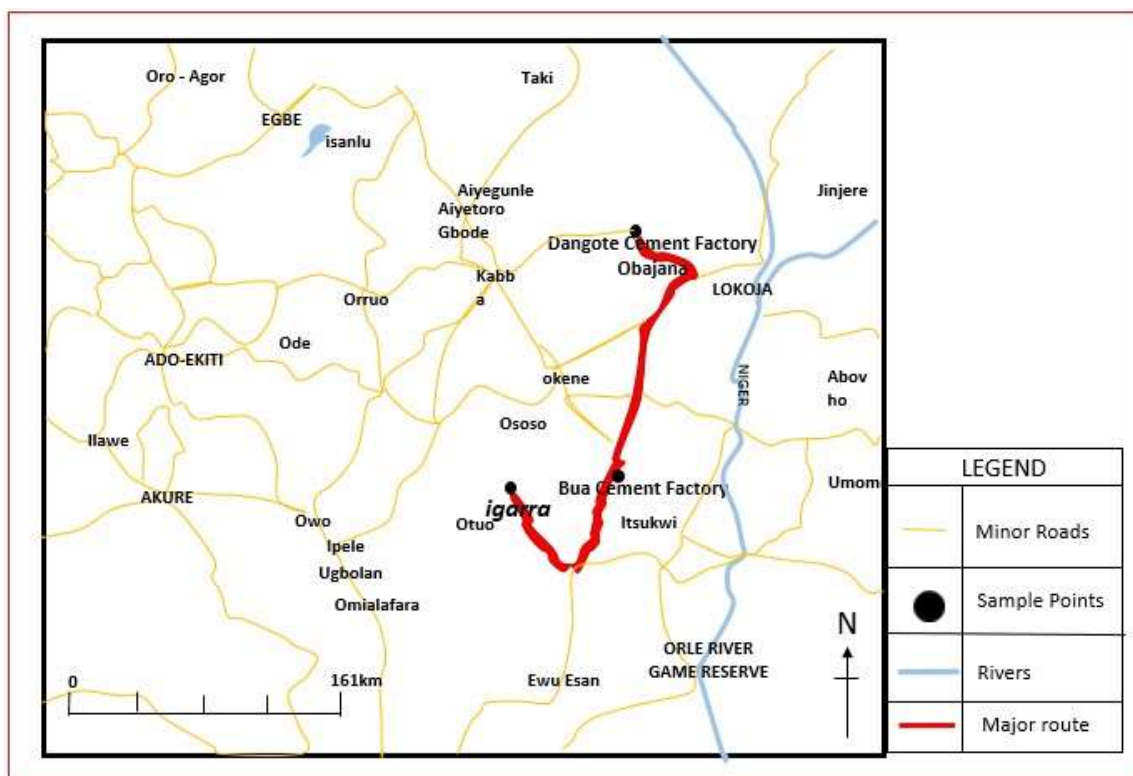 Oro - Agor
Taki
EGBE
isanlu
Jinjere
Aiyegunle
Aiyetoro
Gbode
Dangote Cement Factory
Obajana
Kabb
a
LOKOJA
Orruo
Ode
ADO-EKITI
okene
NIGER
Abov
ho
Ososo
Ilawe
AKURE
igarra
Bua Cement Factory
Umom
Otuo
Itsukwi
Owo
Ipele
Ugbolan
Omialafara
ORLE RIVER
GAME RESERVE
Ewu Esan
N
0
161km
LEGEND
Minor Roads
Sample Points
Rivers
Major route